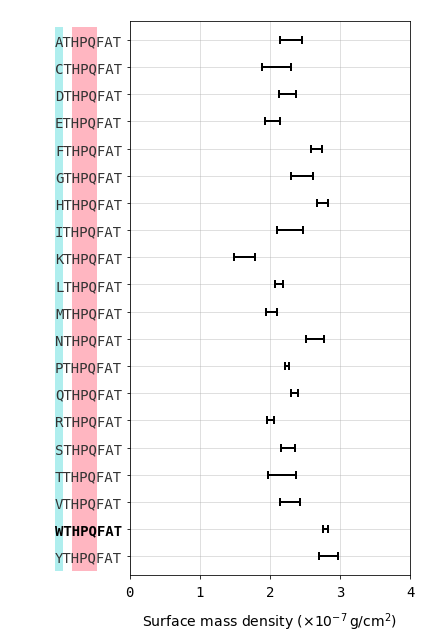 ATHPQFAT
CTHPQFAT
DTHPQFAT
ETHPQFAT
FTHPQFAT
GTHPQFAT
HTHPQFAT
ITHPQFAT
KTHPQFAT
LTHPQFAT
MTHPQFAT
NTHPQFAT
PTHPQFAT
QTHPQFAT
RTHPQFAT
STHPQFAT
TTHPQFAT
VTHPQFAT
WTHPQFAT
YTHPQFAT
0 1 2 3 4
Surface mass density (×10⁻⁷ g/cm²)